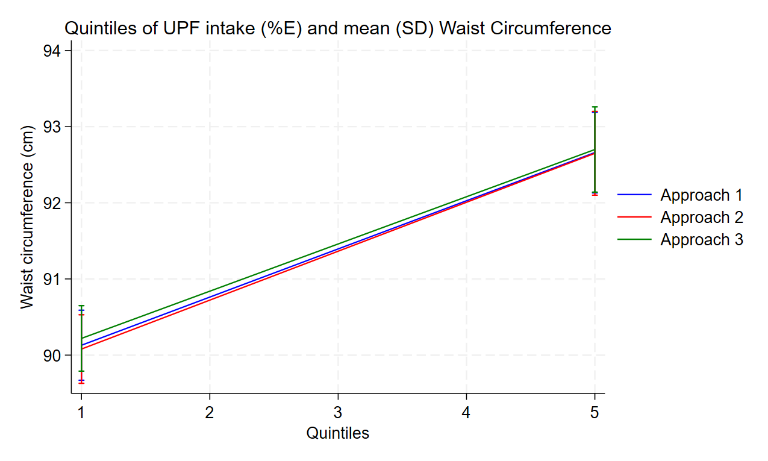 Quintiles of UPF intake (%E) and mean (SD) Waist Circumference
Waist circumference (cm)
94
93
92
91
90
1 2 3 4 5
Quintiles
Approach 1
Approach 2
Approach 3